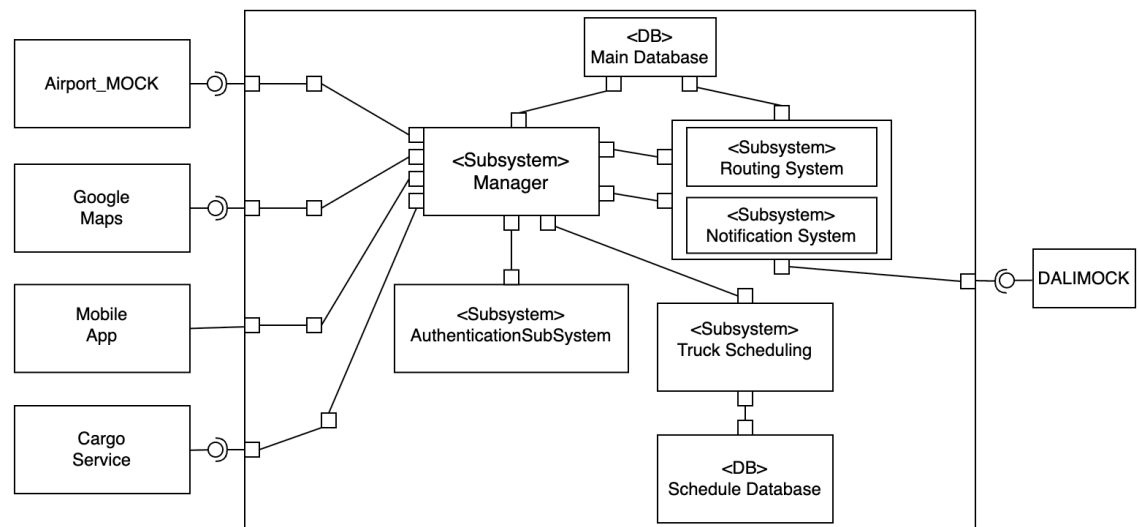 <DB>
Main Database
Airport_MOCK
<Subsystem>
Manager
<Subsystem>
Routing System
Google
Maps
<Subsystem>
Notification System
DALIMOCK
Mobile
App
<Subsystem>
AuthenticationSubSystem
<Subsystem>
Truck Scheduling
Cargo
Service
<DB>
Schedule Database